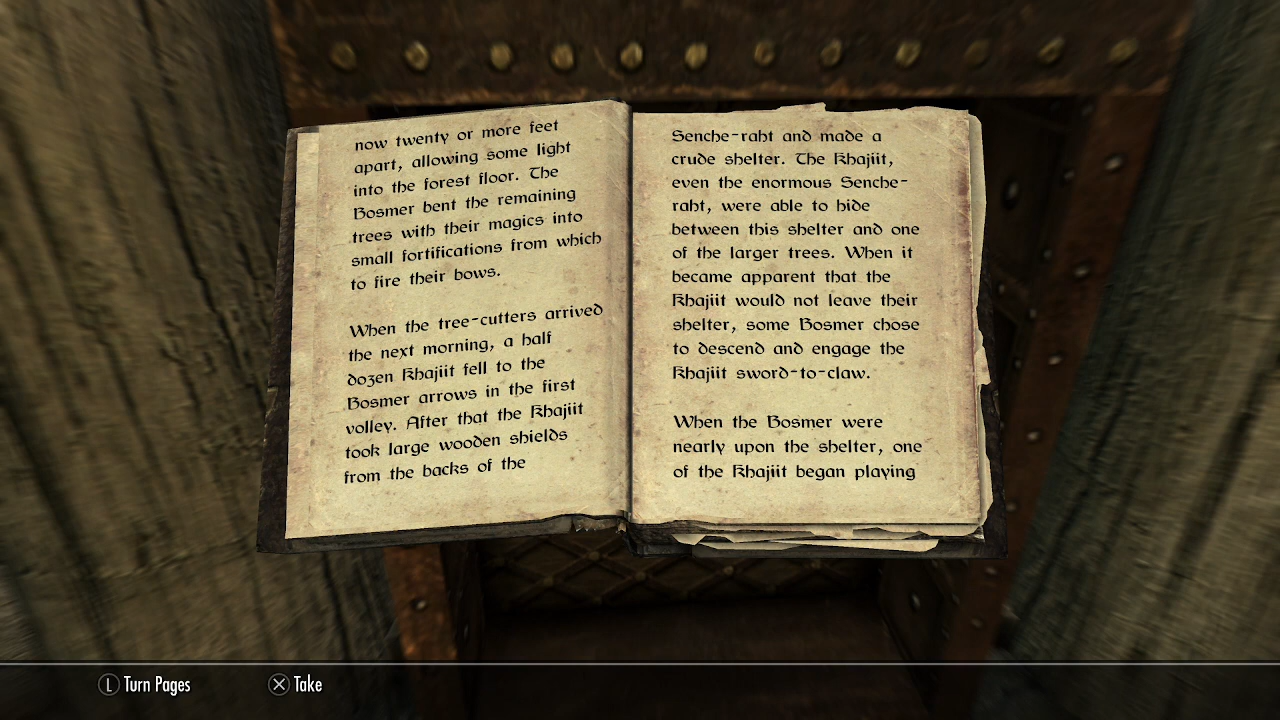 now twenty or more feet
apart, allowing some light
into the forest floor. The
Bosmer bent the remaining
trees with their magics into
small fortifications from which
to fire their bows.
When the tree-cutters arrived
the next morning, a half
dozen Khajiit fell to the
Bosmer arrows in the first
volley. After that the Khajiit
took large wooden shields
from the backs of the
Senche-raht and made a
crude shelter. The Khajiit,
even the enormous Senche-
raht, were able to hide
between this shelter and one
of the larger trees. When it
became apparent that the
Khajiit would not leave their
shelter, some Bosmer chose
to descend and engage the
Khajiit sword-to-claw.
When the Bosmer were
nearly upon the shelter, one
of the Khajiit began playing
L Turn Pages
X Take